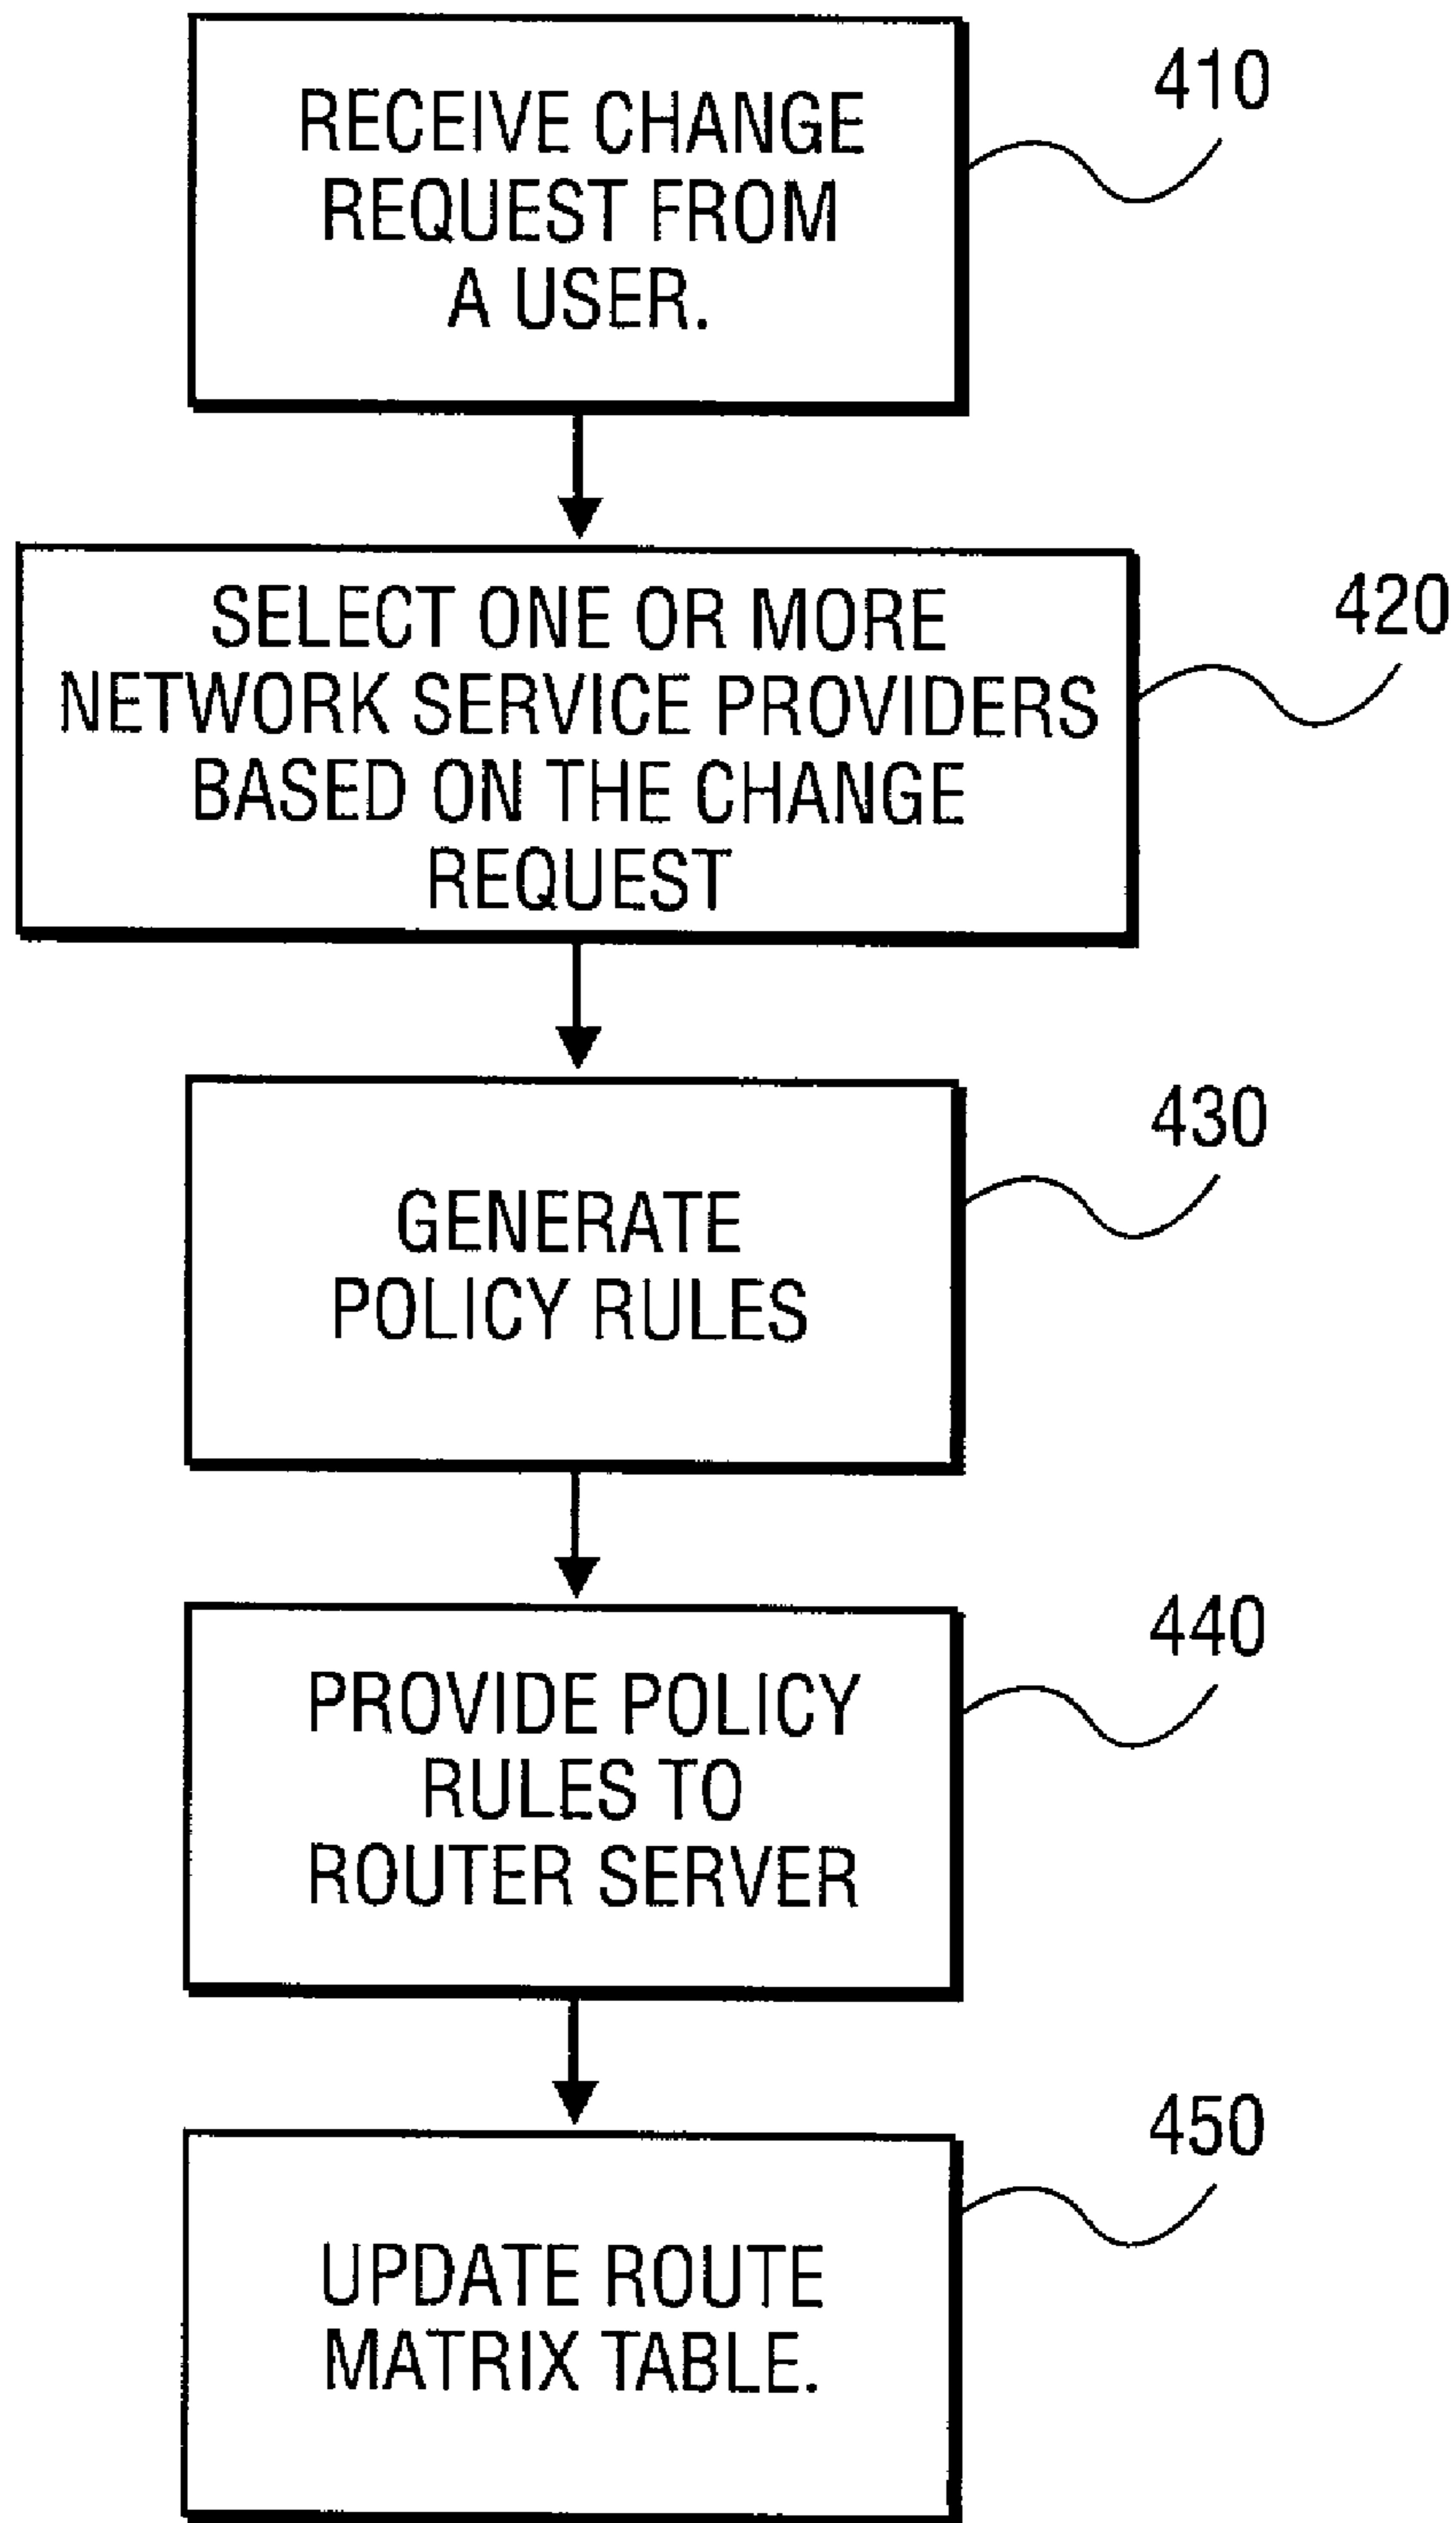 RECEIVE CHANGE
REQUEST FROM
A USER.
410
SELECT ONE OR MORE
NETWORK SERVICE PROVIDERS
BASED ON THE CHANGE
REQUEST
420
GENERATE
POLICY RULES
430
PROVIDE POLICY
RULES TO
ROUTER SERVER
440
UPDATE ROUTE
MATRIX TABLE.
450